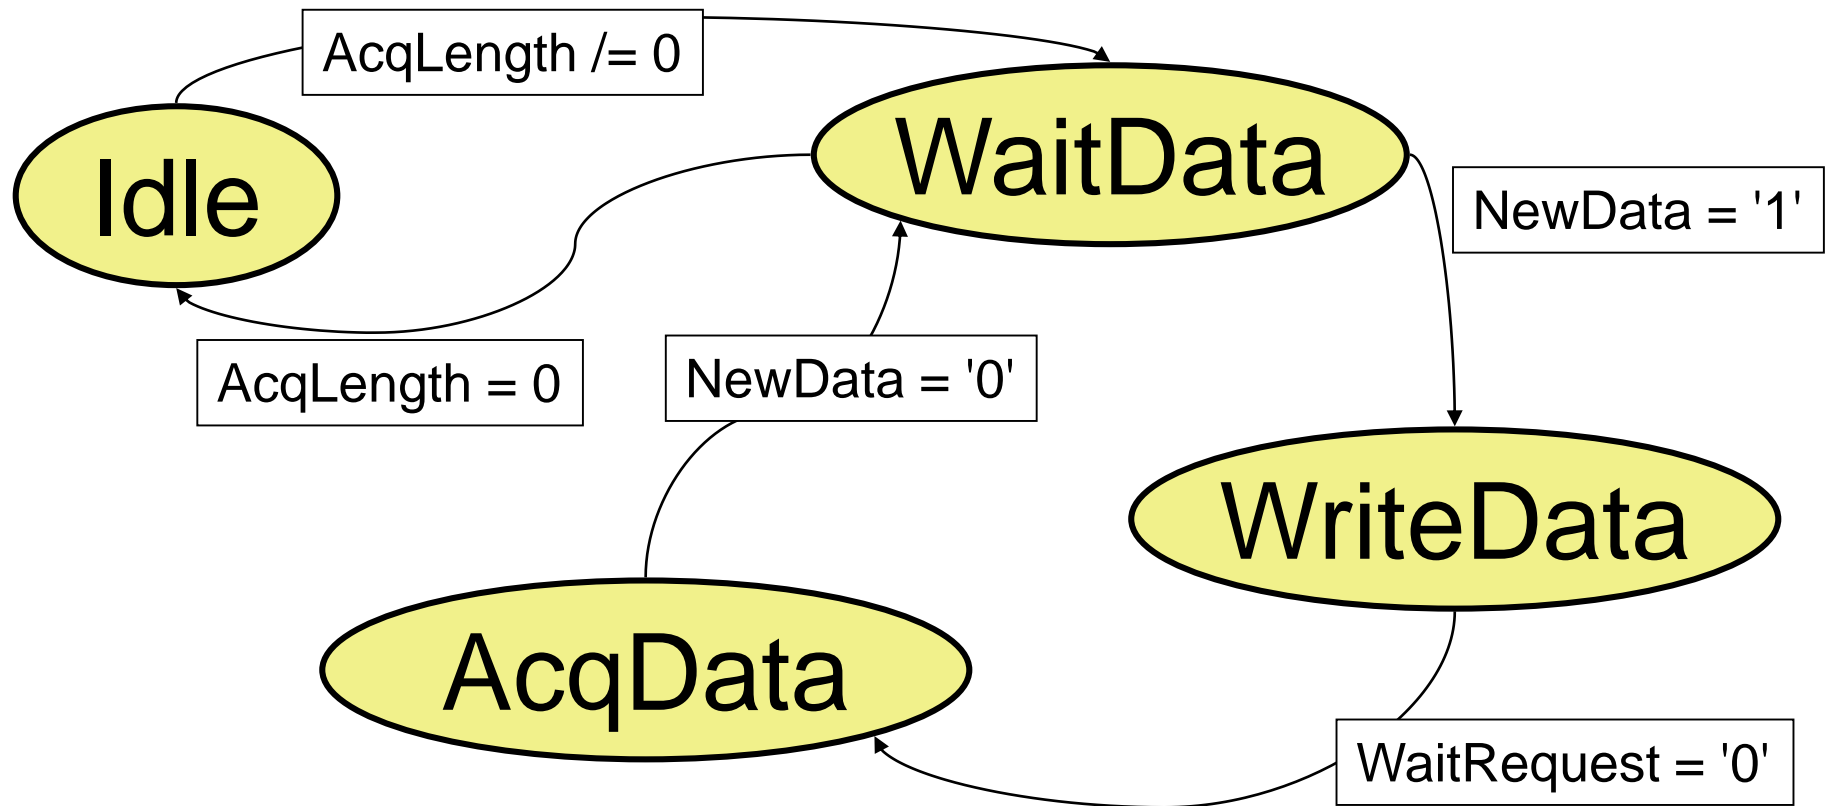 AcqLength /= 0
Idle
WaitData
NewData = '1'
AcqLength = 0
NewData = '0'
WriteData
AcqData
WaitRequest = '0'